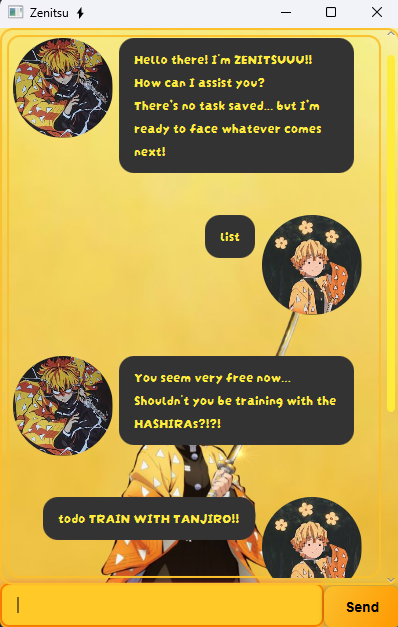 Zenitsu
Hello there! I'm ZENITSUUU!!
How can I assist you?
There's no task saved... but I'm
ready to face whatever comes
next!
list
You seem very free now...
Shouldn't you be training with the
HASHIRAs?!?!
todo TRAIN WITH TANJIRO!!
Send